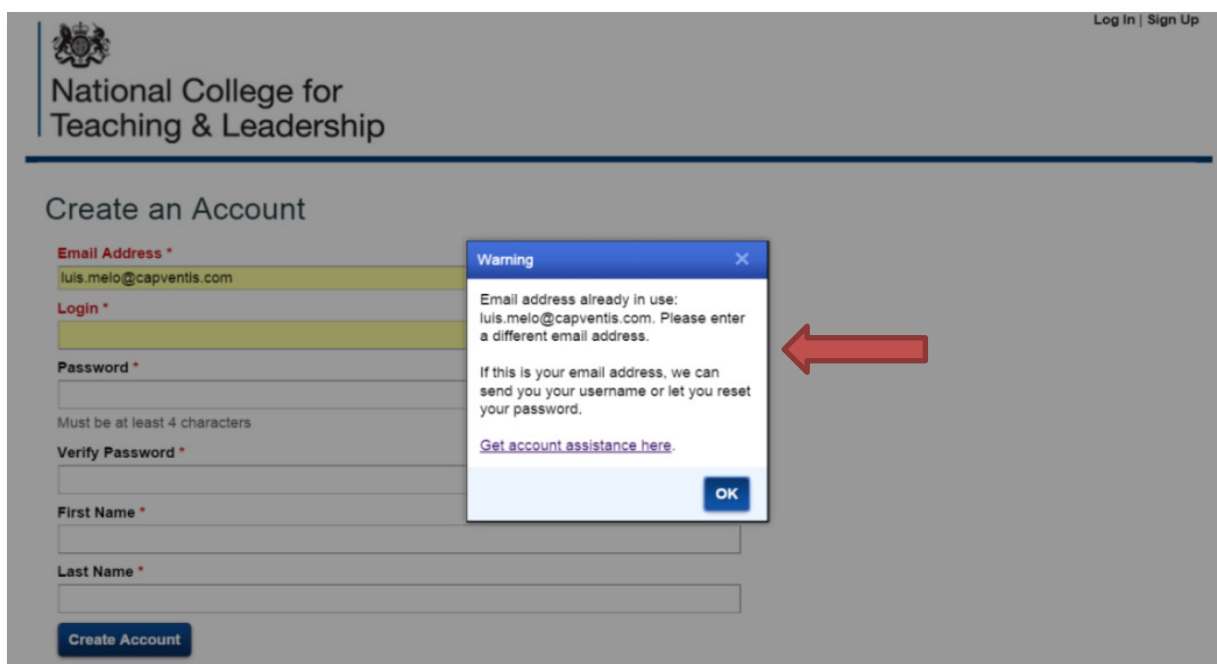 Log In | Sign Up
National College for
Teaching & Leadership
Create an Account
Email Address *
luis.melo@capventis.com
Login *
Password *
Must be at least 4 characters
Verify Password *
First Name *
Last Name *
Create Account
Warning
Email address already in use:
luis.melo@capventis.com. Please enter
a different email address.
If this is your email address, we can
send you your username or let you reset
your password.
Get account assistance here.
OK